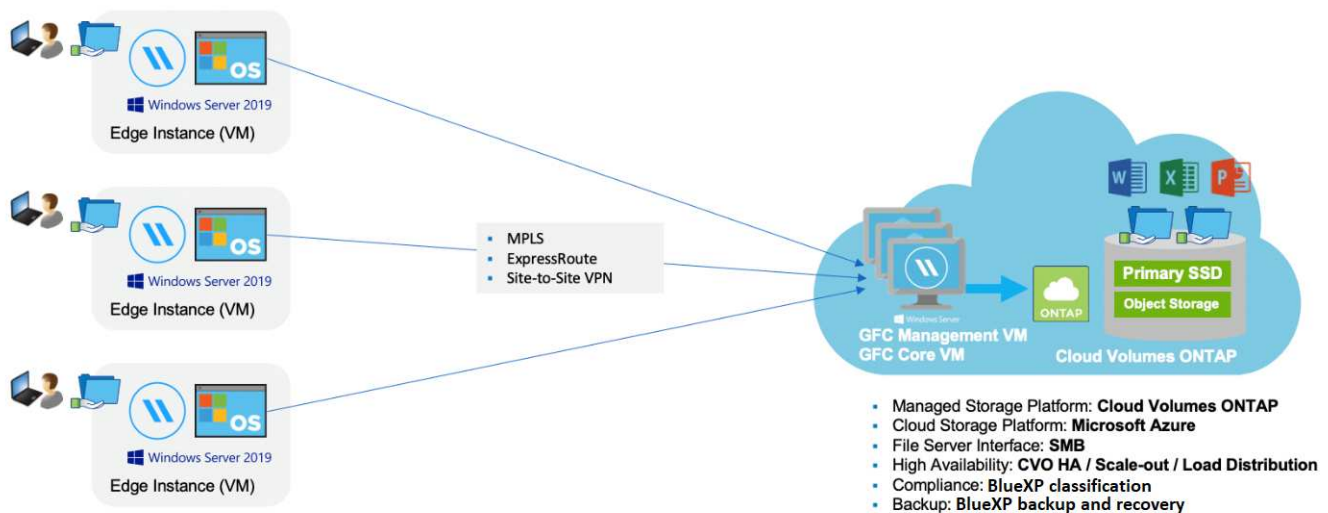 OS
Windows Server 2019
Edge Instance (VM)
OS
Windows Server 2019
Edge Instance (VM)
OS
Windows Server 2019
Edge Instance (VM)
▪ MPLS
▪ ExpressRoute
▪ Site-to-Site VPN
W
X
P
Primary SSD
Object Storage
ONTAP
Windows Server
GFC Management VM
GFC Core VM
Cloud Volumes ONTAP
▪ Managed Storage Platform: Cloud Volumes ONTAP
▪ Cloud Storage Platform: Microsoft Azure
▪ File Server Interface: SMB
▪ High Availability: CVO HA / Scale-out / Load Distribution
▪ Compliance: BlueXP classification
▪ Backup: BlueXP backup and recovery